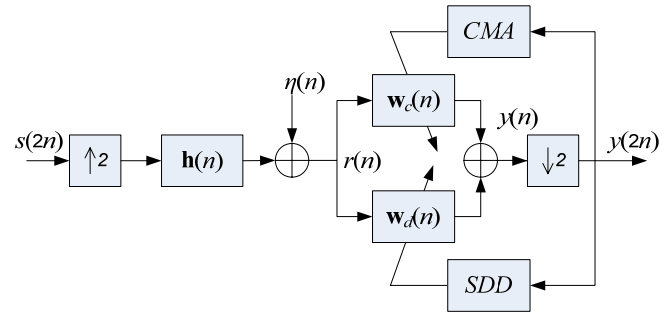 CMA
η(n)
w_c(n)
s(2n)
y(n)
y(2n)
↑2
h(n)
r(n)
↓2
w_d(n)
SDD